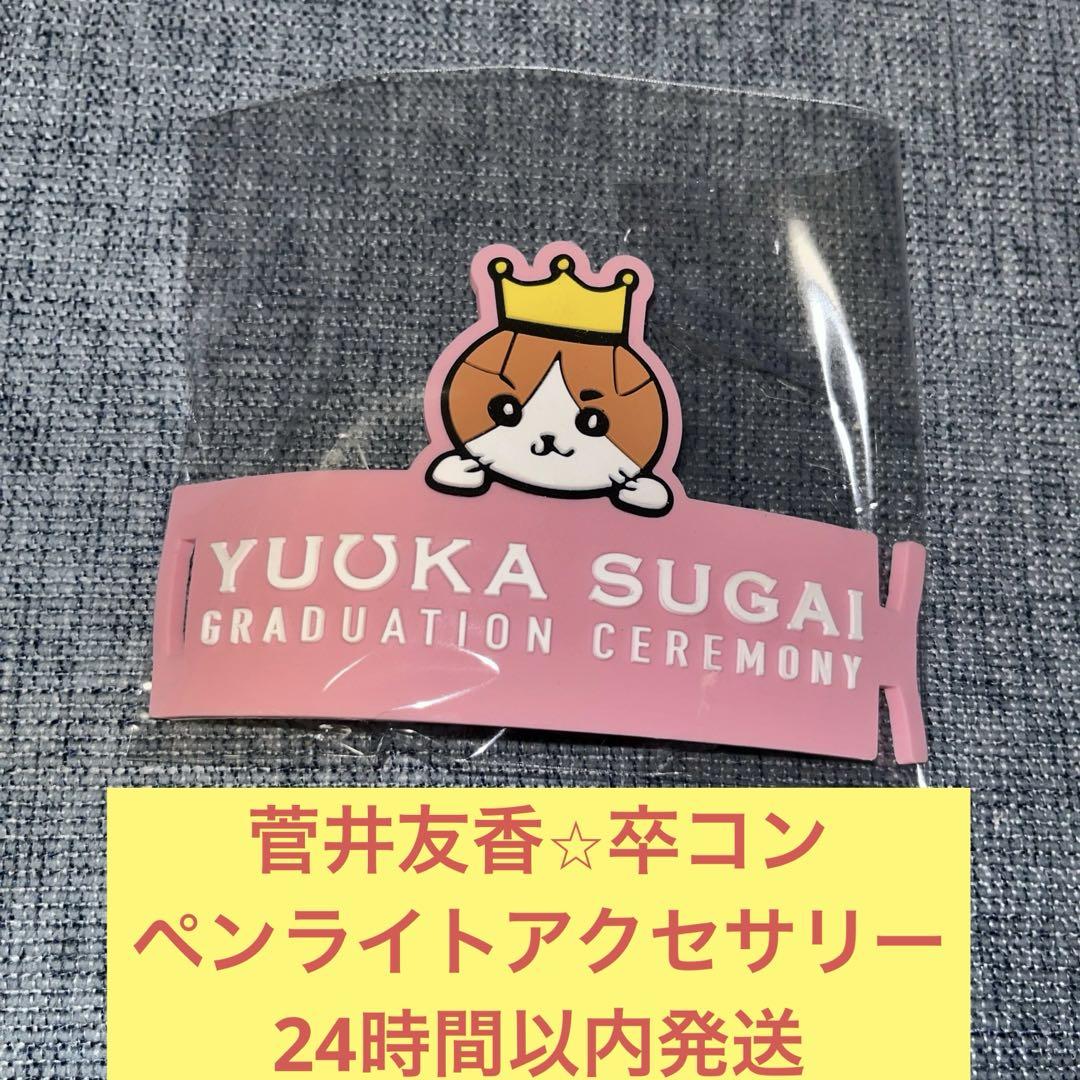 YUUKA SUGAI
GRADUATION CEREMONY
菅井友香☆卒コン
ペンライトアクセサリー
24時間以内発送